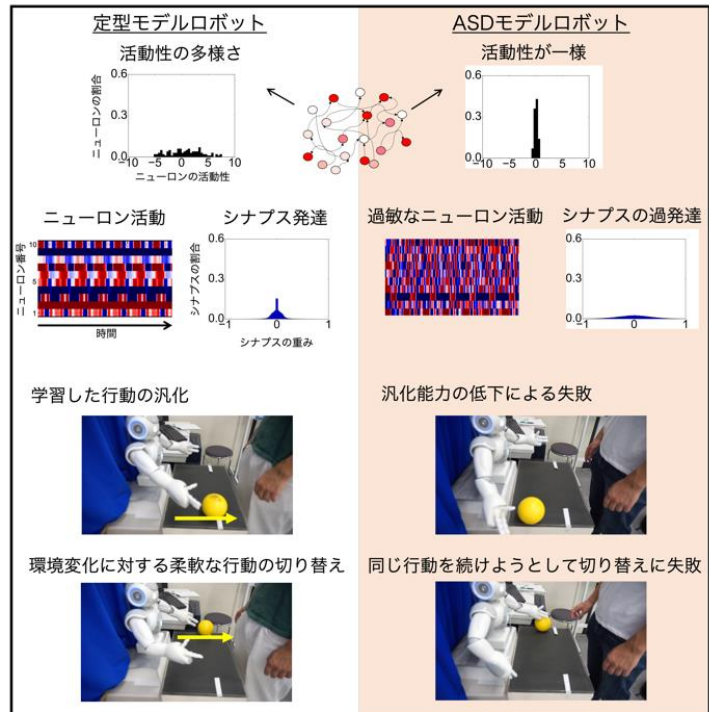 定型モデルロボット
活動性の多様さ
ニューロンの割合
0.6
0.3
0.0
−10 −5 0 5 10
ニューロンの活動性
ニューロン活動
ニューロン番号
10
5
1
時間
シナプス発達
シナプスの割合
0.6
0.3
0.0
−1 0 1
シナプスの重み
学習した行動の汎化
環境変化に対する柔軟な行動の切り替え
ASDモデルロボット
活動性が一様
0.6
0.3
0.0
−10 −5 0 5 10
過敏なニューロン活動
シナプスの過発達
0.6
0.3
0.0
−1 0 1
汎化能力の低下による失敗
同じ行動を続けようとして切り替えに失敗